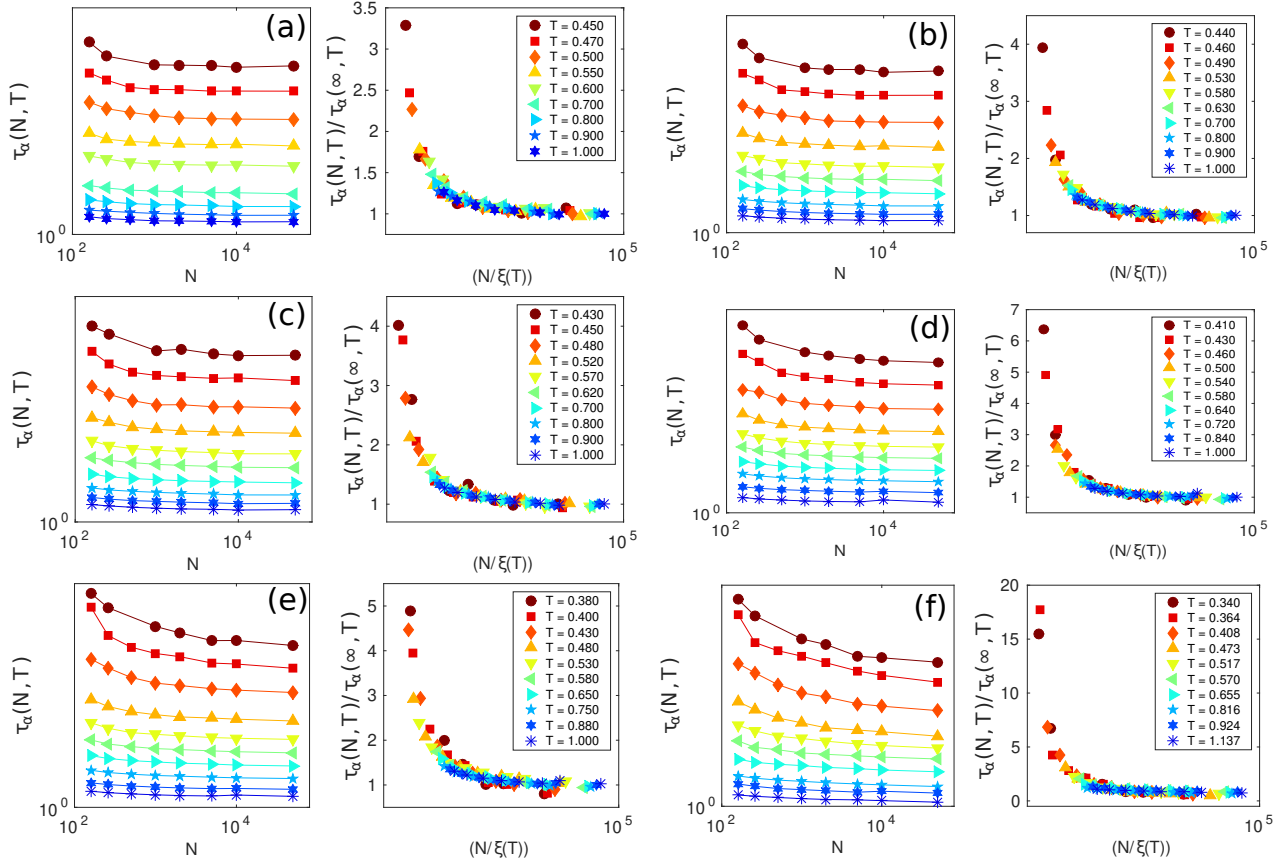 (a)
τα(N, T)
10^0
10^2
10^4
N
τα(N, T)/ τα(∞, T)
3.5
3
2.5
2
1.5
1
10^5
(N/ξ(T))
T = 0.450
T = 0.470
T = 0.500
T = 0.550
T = 0.600
T = 0.700
T = 0.800
T = 0.900
T = 1.000
(b)
τα(N, T)
10^0
10^2
10^4
N
τα(N, T)/ τα(∞, T)
4
3
2
1
10^5
(N/ξ(T))
T = 0.440
T = 0.460
T = 0.490
T = 0.530
T = 0.580
T = 0.630
T = 0.700
T = 0.800
T = 0.900
T = 1.000
(c)
τα(N, T)
10^0
10^2
10^4
N
τα(N, T)/ τα(∞, T)
4
3
2
1
10^5
(N/ξ(T))
T = 0.430
T = 0.450
T = 0.480
T = 0.520
T = 0.570
T = 0.620
T = 0.700
T = 0.800
T = 0.900
T = 1.000
(d)
τα(N, T)
10^0
10^2
10^4
N
τα(N, T)/ τα(∞, T)
7
6
5
4
3
2
1
10^5
(N/ξ(T))
T = 0.410
T = 0.430
T = 0.460
T = 0.500
T = 0.540
T = 0.580
T = 0.640
T = 0.720
T = 0.840
T = 1.000
(e)
τα(N, T)
10^0
10^2
10^4
N
τα(N, T)/ τα(∞, T)
5
4
3
2
1
10^5
(N/ξ(T))
T = 0.380
T = 0.400
T = 0.430
T = 0.480
T = 0.530
T = 0.580
T = 0.650
T = 0.750
T = 0.880
T = 1.000
(f)
τα(N, T)
10^0
10^2
10^4
N
τα(N, T)/ τα(∞, T)
20
15
10
5
0
10^5
(N/ξ(T))
T = 0.340
T = 0.364
T = 0.408
T = 0.473
T = 0.517
T = 0.570
T = 0.655
T = 0.816
T = 0.924
T = 1.137